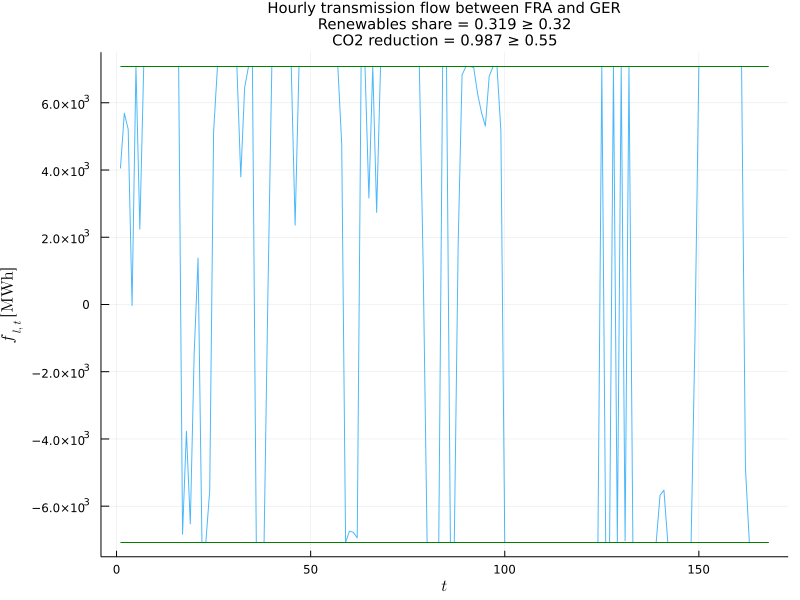 Hourly transmission flow between FRA and GER
Renewables share = 0.319 ≥ 0.32
CO2 reduction = 0.987 ≥ 0.55
6.0×10³
4.0×10³
2.0×10³
0
−2.0×10³
−4.0×10³
−6.0×10³
f_{l,t} [MWh]
0 50 100 150
t